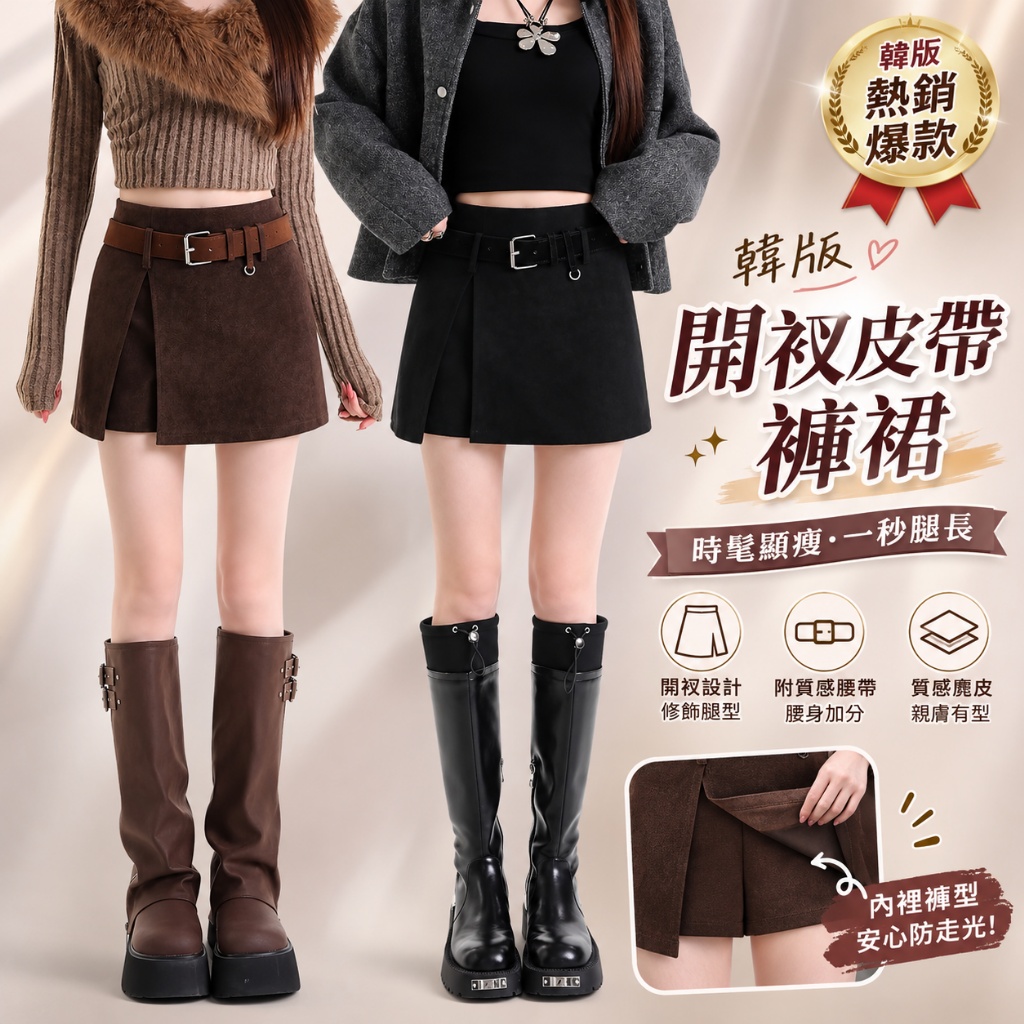 韓版
熱銷
爆款
韓版
開衩皮帶
褲裙
時髦顯瘦·一秒腿長
開衩設計
修飾腿型
附質感腰帶
腰身加分
質感麂皮
親膚有型
內裡褲型
安心防走光!